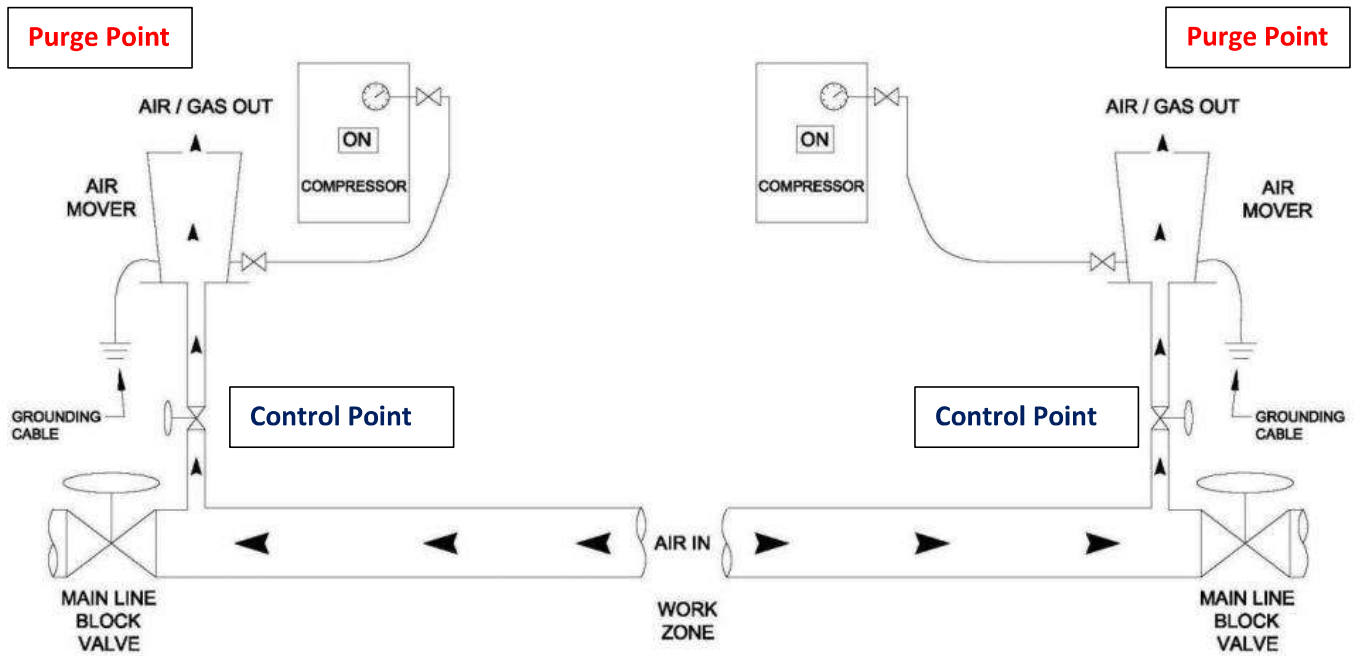 Purge Point
Purge Point
AIR / GAS OUT
AIR / GAS OUT
ON
ON
COMPRESSOR
COMPRESSOR
AIR
MOVER
AIR
MOVER
Control Point
Control Point
GROUNDING
CABLE
GROUNDING
CABLE
AIR IN
MAIN LINE
BLOCK
VALVE
WORK
ZONE
MAIN LINE
BLOCK
VALVE